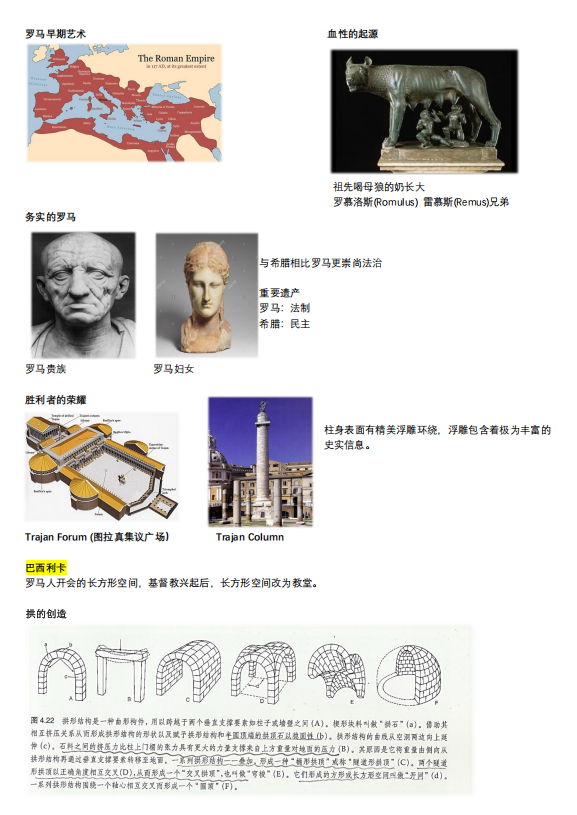 罗马早期艺术
血性的起源
The Roman Empire
in 117 AD, at its greatest extent
祖先喝母狼的奶长大
罗慕洛斯(Romulus) 雷慕斯(Remus)兄弟
务实的罗马
与希腊相比罗马更崇尚法治
重要遗产
罗马：法制
希腊：民主
罗马贵族
罗马妇女
胜利者的荣耀
柱身表面有精美浮雕环绕，浮雕包含着极为丰富的
史实信息。
Trajan Forum (图拉真集议广场)
Trajan Column
巴西利卡
罗马人开会的长方形空间，基督教兴起后，长方形空间改为教堂。
拱的创造
a
b
c
A
B
C
D
d
E
F
图 4.22 拱形结构是一种曲形构件，用以跨越于两个垂直支撑要素如柱子或墙壁之间（A）。楔形块料叫做“拱石”（a）。借助其
相互挤压关系从而形成拱形结构的形状以及赋予拱形结构和半圆顶端的拱顶石以稳固性（b）。拱形结构的曲线从空洞两边向上延
伸（c）。石料之间的挤压力比柱上门楣的张力具有更大的力量支撑来自上方重量对地面的压力（B）。其原因是它将重量由侧向从
拱形结构再通过垂直支撑要素转移至地面。一系列拱形结构一一叠加，形成一种“桶形拱顶”或称“隧道形拱顶”（C）。两个隧道
形拱顶以正确角度相互交叉（D），从而形成一个“交叉拱顶”，也叫做“穹棱”（E）。它们形成的方形或长方形空间叫做“开间”（d）。
一系列拱形结构围绕一个轴心相互交叉而形成一个“圆顶”（F）。